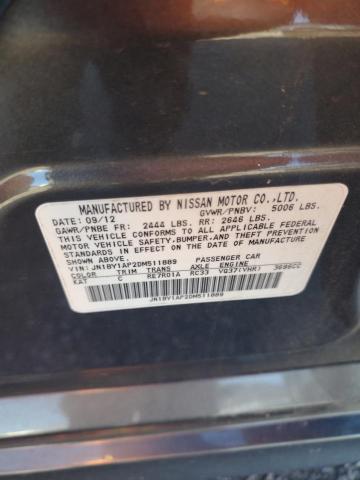 MANUFACTURED BY NISSAN MOTOR CO.,LTD.
DATE: 09/12 GVWR/PNBV: 5006 LBS.
GAWR/PNBE FR: 2444 LBS. RR: 2646 LBS.
THIS VEHICLE CONFORMS TO ALL APPLICABLE FEDERAL
MOTOR VEHICLE SAFETY, BUMPER, AND THEFT PREVENTION
STANDARDS IN EFFECT ON THE DATE OF MANUFACTURE
SHOWN ABOVE.
VIN: JN1BY1AP2DM511889 PASSENGER CAR
COLOR TRIM TRANS AXLE ENGINE
KAT C RE7R01A RC33 VQ37(VHR) 3696CC
JN1BY1AP2DM511889